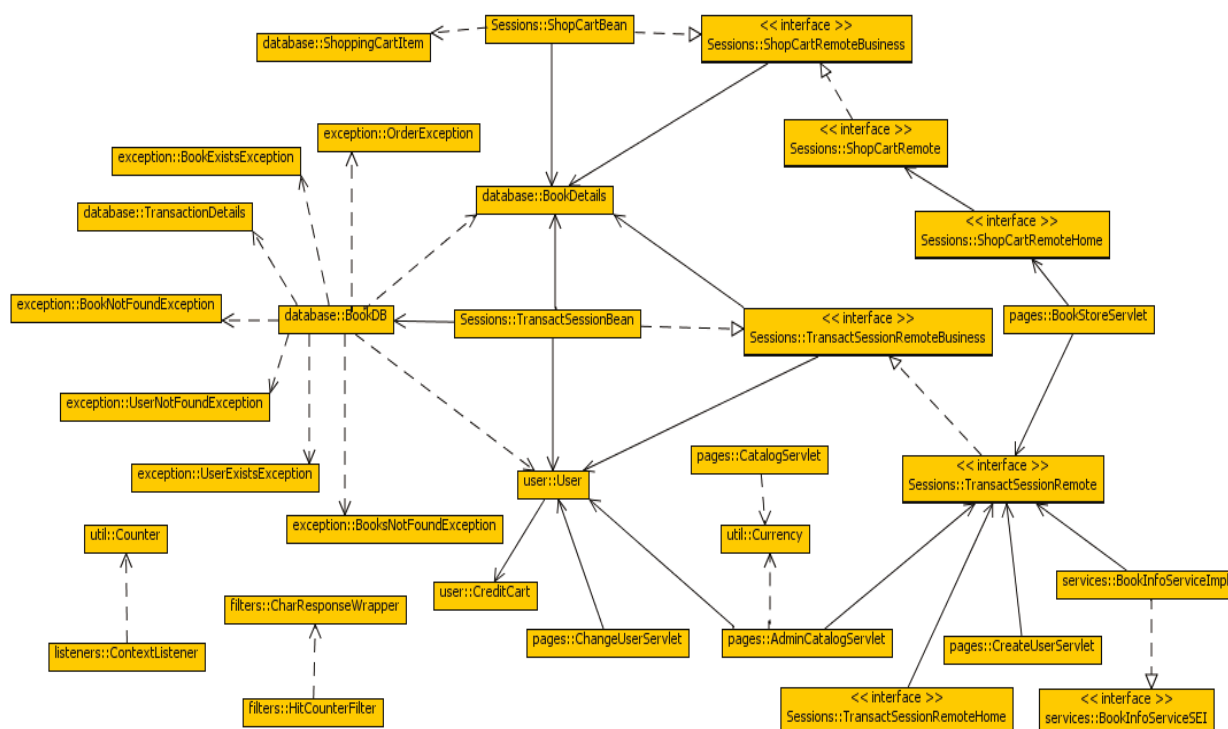 Sessions::ShopCartBean
<< interface >>
Sessions::ShopCartRemoteBusiness
database::ShoppingCartItem
exception::OrderException
<< interface >>
Sessions::ShopCartRemote
exception::BookExistsException
database::BookDetails
database::TransactionDetails
<< interface >>
Sessions::ShopCartRemoteHome
exception::BookNotFoundException
database::BookDB
Sessions::TransactSessionBean
<< interface >>
Sessions::TransactSessionRemoteBusiness
pages::BookStoreServlet
exception::UserNotFoundException
exception::UserExistsException
pages::CatalogServlet
<< interface >>
Sessions::TransactSessionRemote
user::User
exception::BooksNotFoundException
util::Counter
util::Currency
user::CreditCart
services::BookInfoServiceImpl
filters::CharResponseWrapper
pages::ChangeUserServlet
pages::AdminCatalogServlet
pages::CreateUserServlet
listeners::ContextListener
filters::HitCounterFilter
<< interface >>
Sessions::TransactSessionRemoteHome
<< interface >>
services::BookInfoServiceSEI